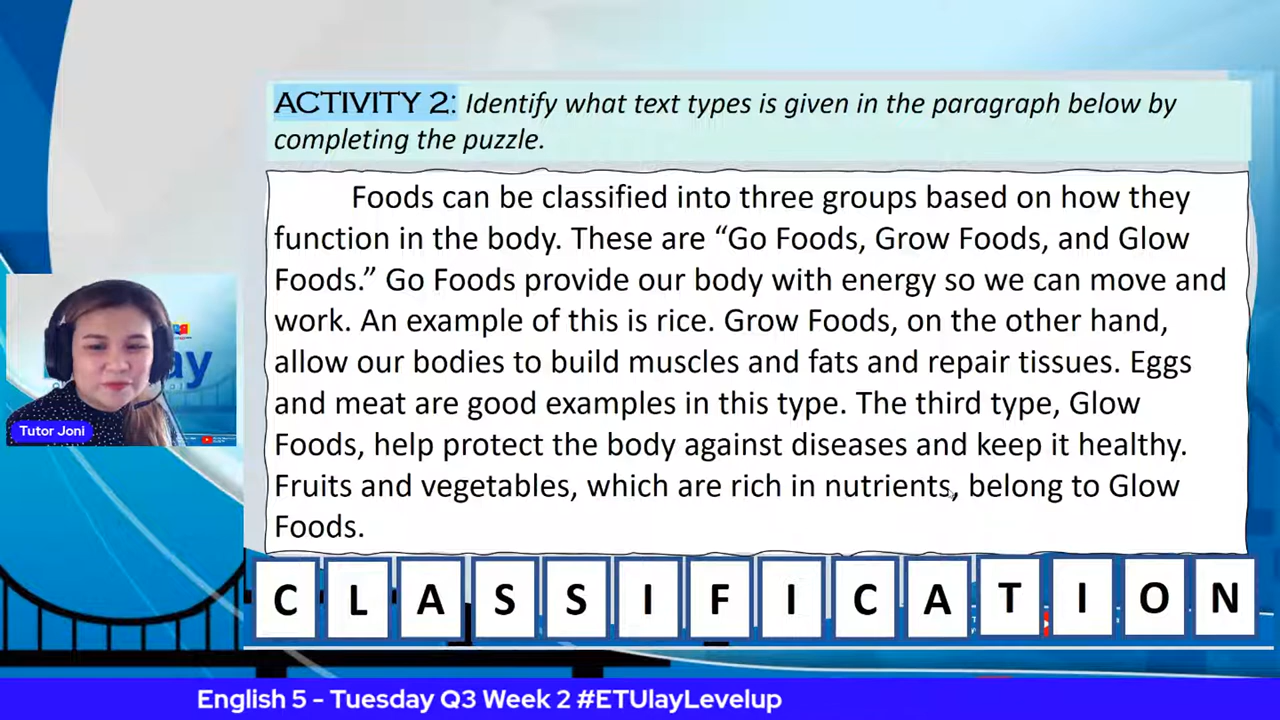 ACTIVITY 2: Identify what text types is given in the paragraph below by
completing the puzzle.
Foods can be classified into three groups based on how they
function in the body. These are “Go Foods, Grow Foods, and Glow
Foods.” Go Foods provide our body with energy so we can move and
work. An example of this is rice. Grow Foods, on the other hand,
allow our bodies to build muscles and fats and repair tissues. Eggs
and meat are good examples in this type. The third type, Glow
Foods, help protect the body against diseases and keep it healthy.
Fruits and vegetables, which are rich in nutrients, belong to Glow
Foods.
C L A S S I F I C A T I O N
Tutor Joni
English 5 - Tuesday Q3 Week 2 #ETUlayLevelup